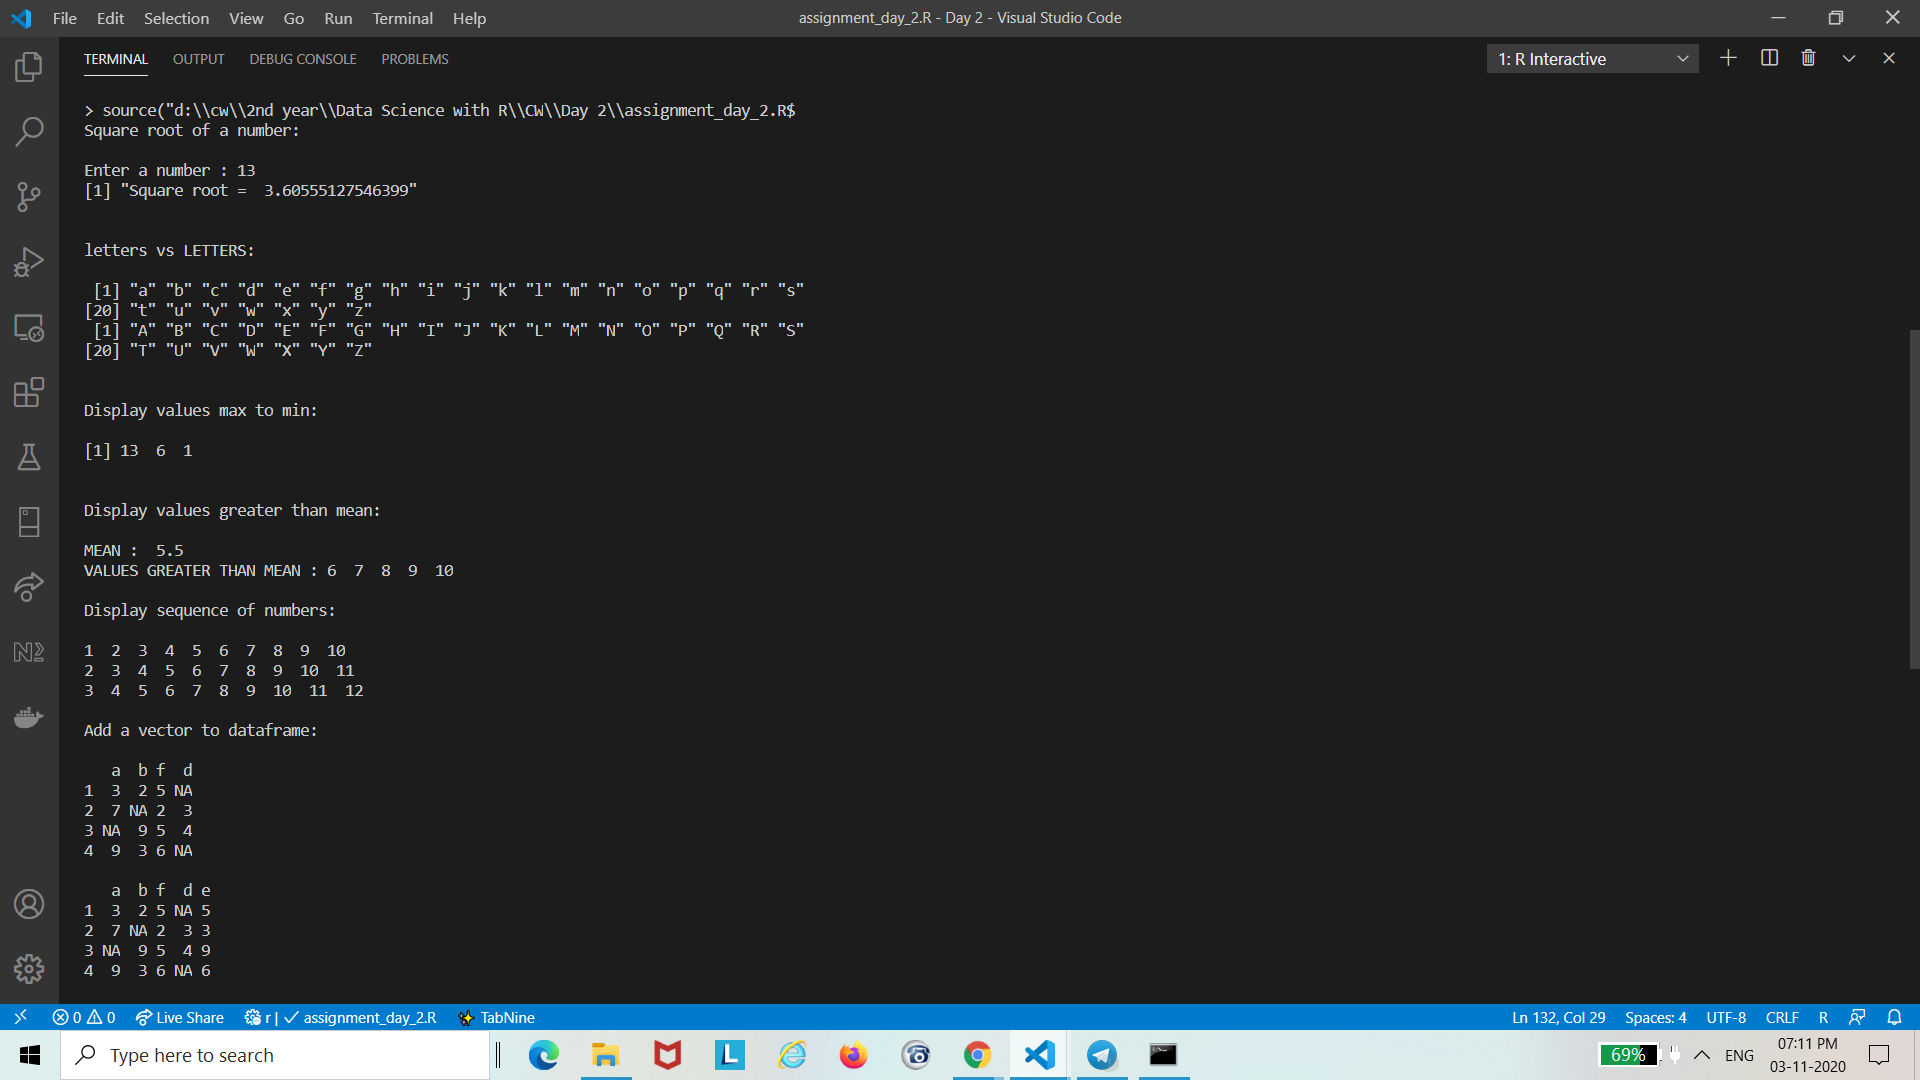 File Edit Selection View Go Run Terminal Help assignment_day_2.R - Day 2 - Visual Studio Code
TERMINAL OUTPUT DEBUG CONSOLE PROBLEMS 1: R Interactive
> source("d:\\cw\\2nd year\\Data Science with R\\CW\\Day 2\\assignment_day_2.R$
Square root of a number:
Enter a number : 13
[1] "Square root =  3.60555127546399"
letters vs LETTERS:
 [1] "a" "b" "c" "d" "e" "f" "g" "h" "i" "j" "k" "l" "m" "n" "o" "p" "q" "r" "s"
[20] "t" "u" "v" "w" "x" "y" "z"
 [1] "A" "B" "C" "D" "E" "F" "G" "H" "I" "J" "K" "L" "M" "N" "O" "P" "Q" "R" "S"
[20] "T" "U" "V" "W" "X" "Y" "Z"
Display values max to min:
[1] 13  6  1
Display values greater than mean:
MEAN :  5.5
VALUES GREATER THAN MEAN : 6  7  8  9  10
Display sequence of numbers:
1  2  3  4  5  6  7  8  9  10
2  3  4  5  6  7  8  9  10  11
3  4  5  6  7  8  9  10  11  12
Add a vector to dataframe:
   a  b f  d
1  3  2 5 NA
2  7 NA 2  3
3 NA  9 5  4
4  9  3 6 NA
   a  b f  d e
1  3  2 5 NA 5
2  7 NA 2  3 3
3 NA  9 5  4 9
4  9  3 6 NA 6
0 0 Live Share r | assignment_day_2.R TabNine Ln 132, Col 29 Spaces: 4 UTF-8 CRLF R
Type here to search 69% ENG 07:11 PM
03-11-2020